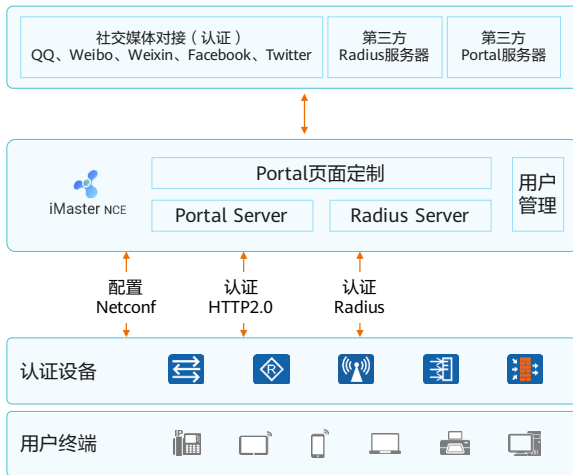 社交媒体对接（认证）
QQ、Weibo、Weixin、Facebook、Twitter
第三方
Radius服务器
第三方
Portal服务器
iMaster NCE
Portal页面定制
Portal Server
Radius Server
用户
管理
配置
Netconf
认证
HTTP2.0
认证
Radius
认证设备
R
用户终端
IP